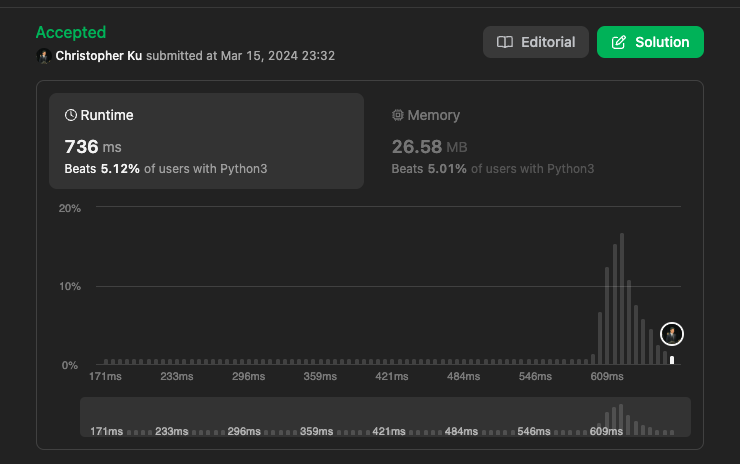 Accepted
Editorial
Solution
Christopher Ku submitted at Mar 15, 2024 23:32
Runtime
Memory
736 ms
26.58 MB
Beats 5.12% of users with Python3
Beats 5.01% of users with Python3
20%
10%
0%
171ms 233ms 296ms 359ms 421ms 484ms 546ms 609ms
171ms 233ms 296ms 359ms 421ms 484ms 546ms 609ms